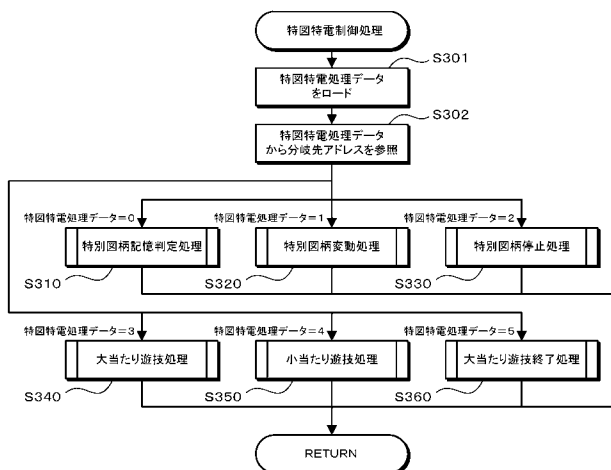 特図特電制御処理
S301
特図特電処理データ
をロード
S302
特図特電処理データ
から分岐先アドレスを参照
特図特電処理データ=0
特図特電処理データ=1
特図特電処理データ=2
特別図柄記憶判定処理
特別図柄変動処理
特別図柄停止処理
S310
S320
S330
特図特電処理データ=3
特図特電処理データ=4
特図特電処理データ=5
大当たり遊技処理
小当たり遊技処理
大当たり遊技終了処理
S340
S350
S360
RETURN